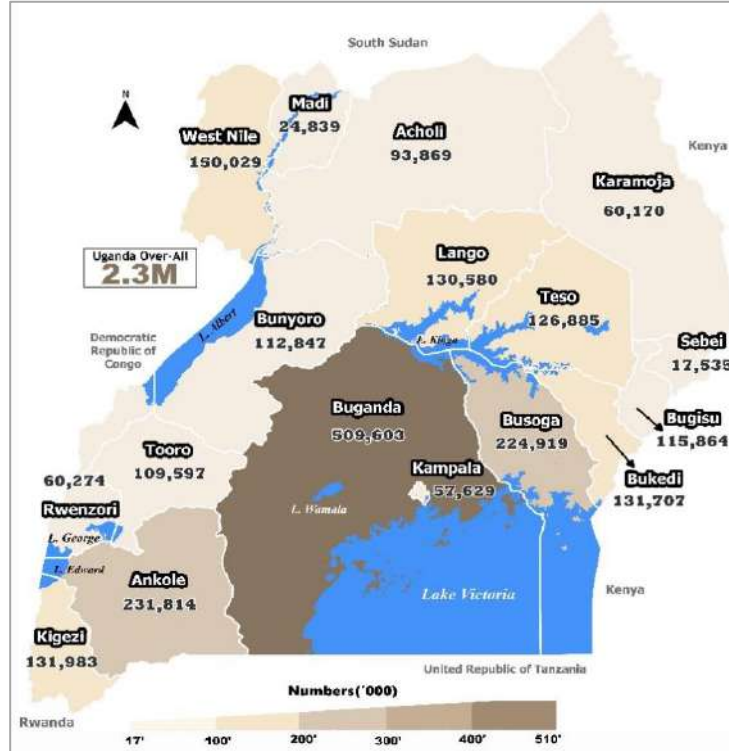 South Sudan
N
Madi
24,839
West Nile
150,029
Acholi
93,869
Kenya
Karamoja
60,170
Uganda Over-All
2.3M
Lango
130,580
Teso
126,885
L. Albert
Bunyoro
112,847
Democratic
Republic of
Congo
L. Kioga
Sebei
17,535
Buganda
509,603
Busoga
224,919
Bugisu
115,864
Tooro
109,597
Kampala
57,629
Bukedi
131,707
60,274
Rwenzori
L. Wamala
L. George
L. Edward
Ankole
231,814
Lake Victoria
Kenya
Kigezi
131,983
United Republic of Tanzania
Numbers('000)
Rwanda
17' 100' 200' 300' 400' 510'